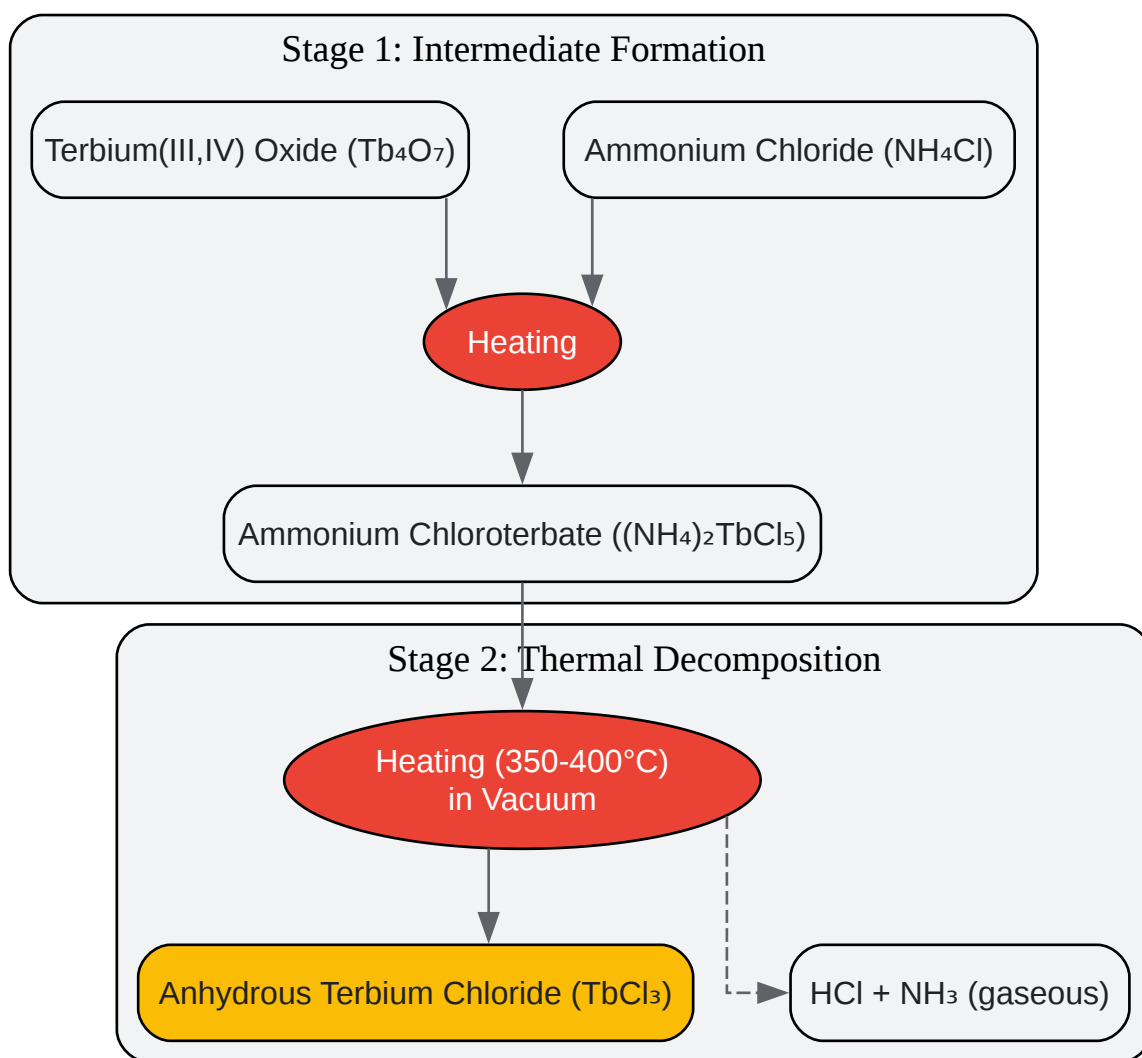 Stage 1: Intermediate Formation
Terbium(III,IV) Oxide (Tb₄O₇)
Ammonium Chloride (NH₄Cl)
Heating
Ammonium Chloroterbate ((NH₄)₂TbCl₅)
Stage 2: Thermal Decomposition
Heating (350-400°C)
in Vacuum
Anhydrous Terbium Chloride (TbCl₃)
HCl + NH₃ (gaseous)